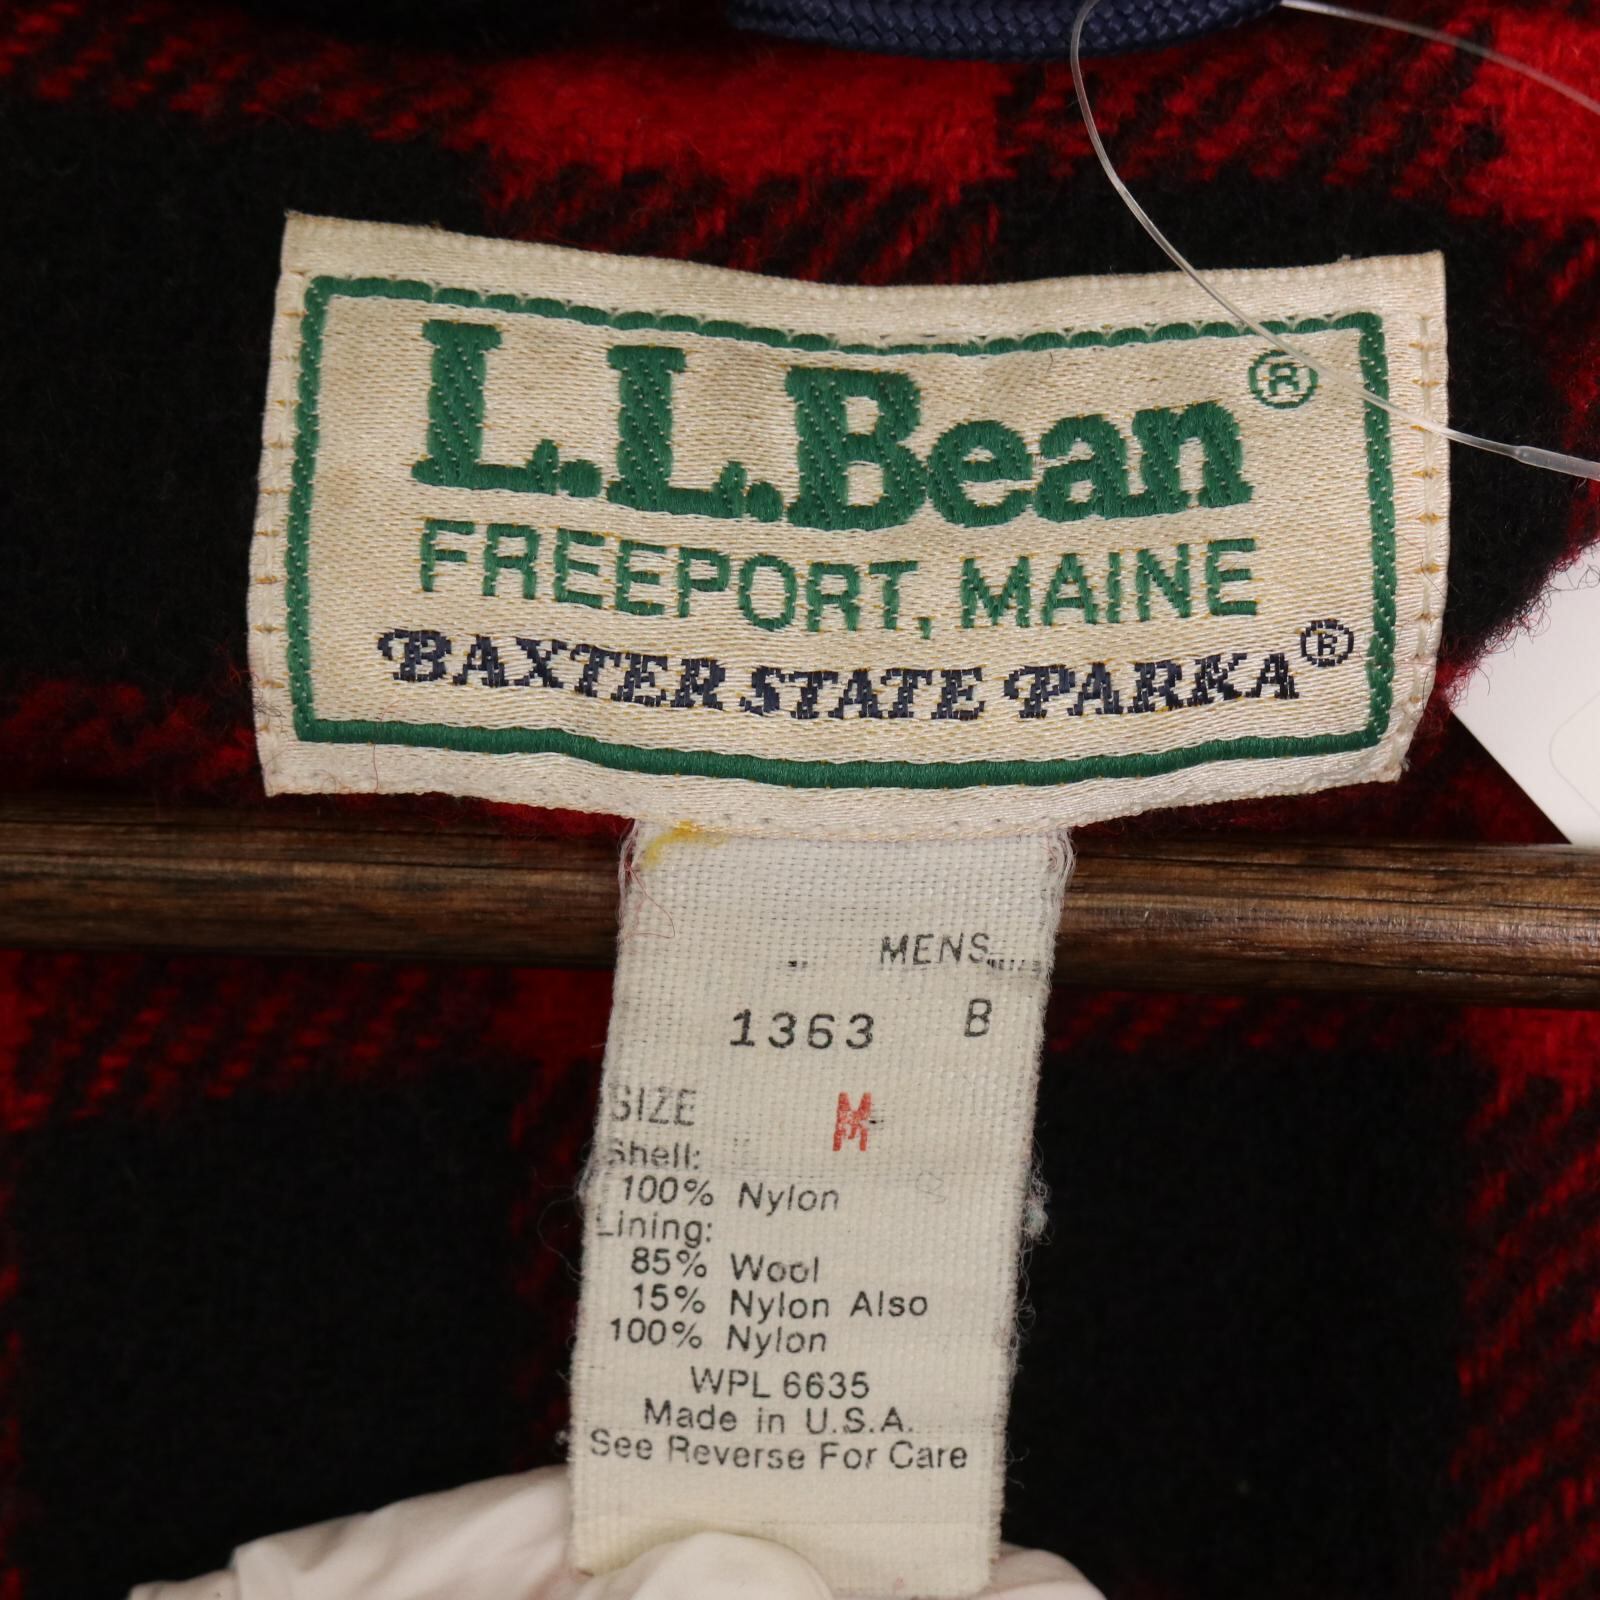 L.L.Bean®
FREEPORT, MAINE
BAXTER STATE PARKA®
MENS
1363 B
SIZE M
Shell:
100% Nylon
Lining:
85% Wool
15% Nylon Also
100% Nylon
WPL 6635
Made in U.S.A.
See Reverse For Care